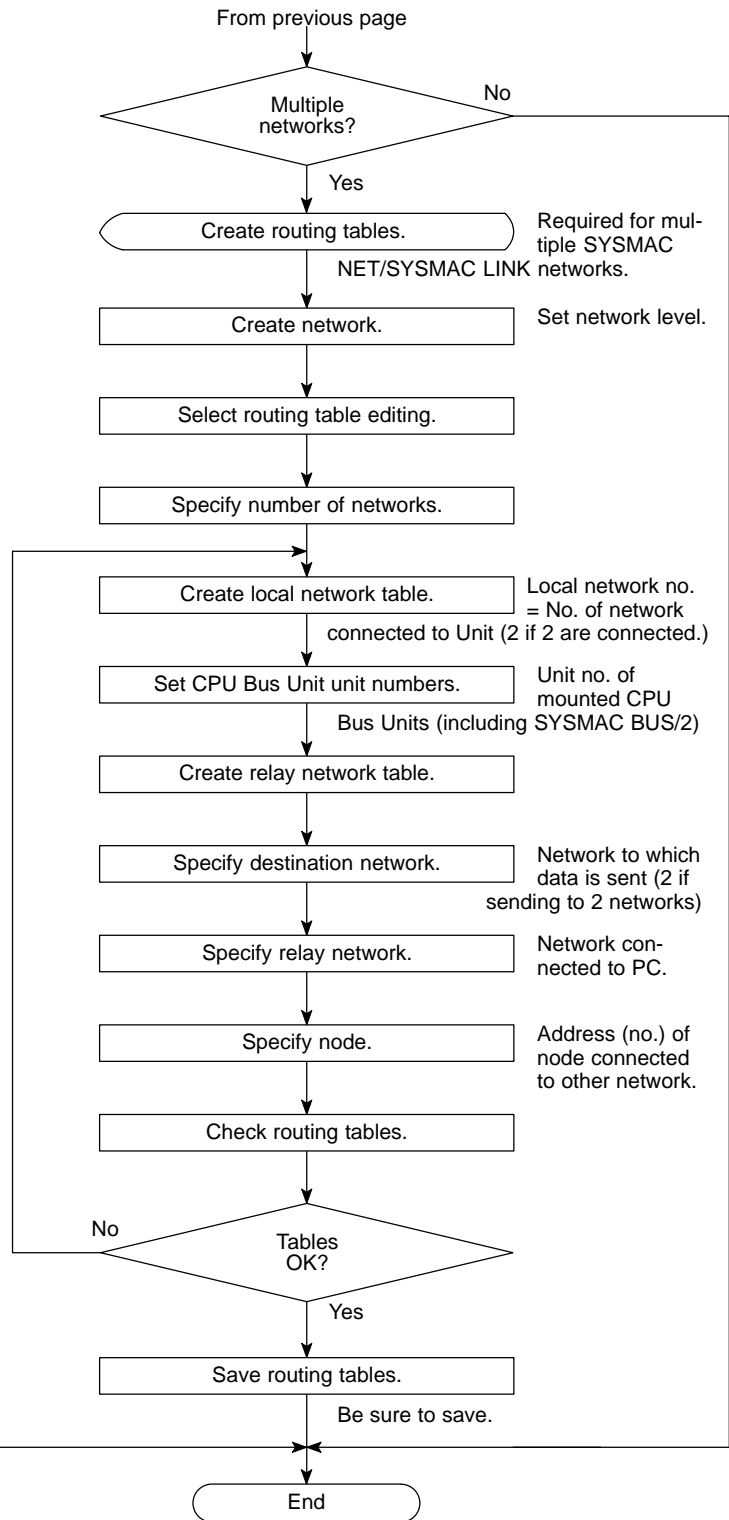 From previous page
Multiple
networks?
No
Yes
Create routing tables.
Required for mul-
tiple SYSMAC
NET/SYSMAC LINK networks.
Create network.
Set network level.
Select routing table editing.
Specify number of networks.
Create local network table.
Local network no.
= No. of network
connected to Unit (2 if 2 are connected.)
Set CPU Bus Unit unit numbers.
Unit no. of
mounted CPU
Bus Units (including SYSMAC BUS/2)
Create relay network table.
Specify destination network.
Network to which
data is sent (2 if
sending to 2 networks)
Specify relay network.
Network con-
nected to PC.
Specify node.
Address (no.) of
node connected
to other network.
Check routing tables.
No
Tables
OK?
Yes
Save routing tables.
Be sure to save.
End